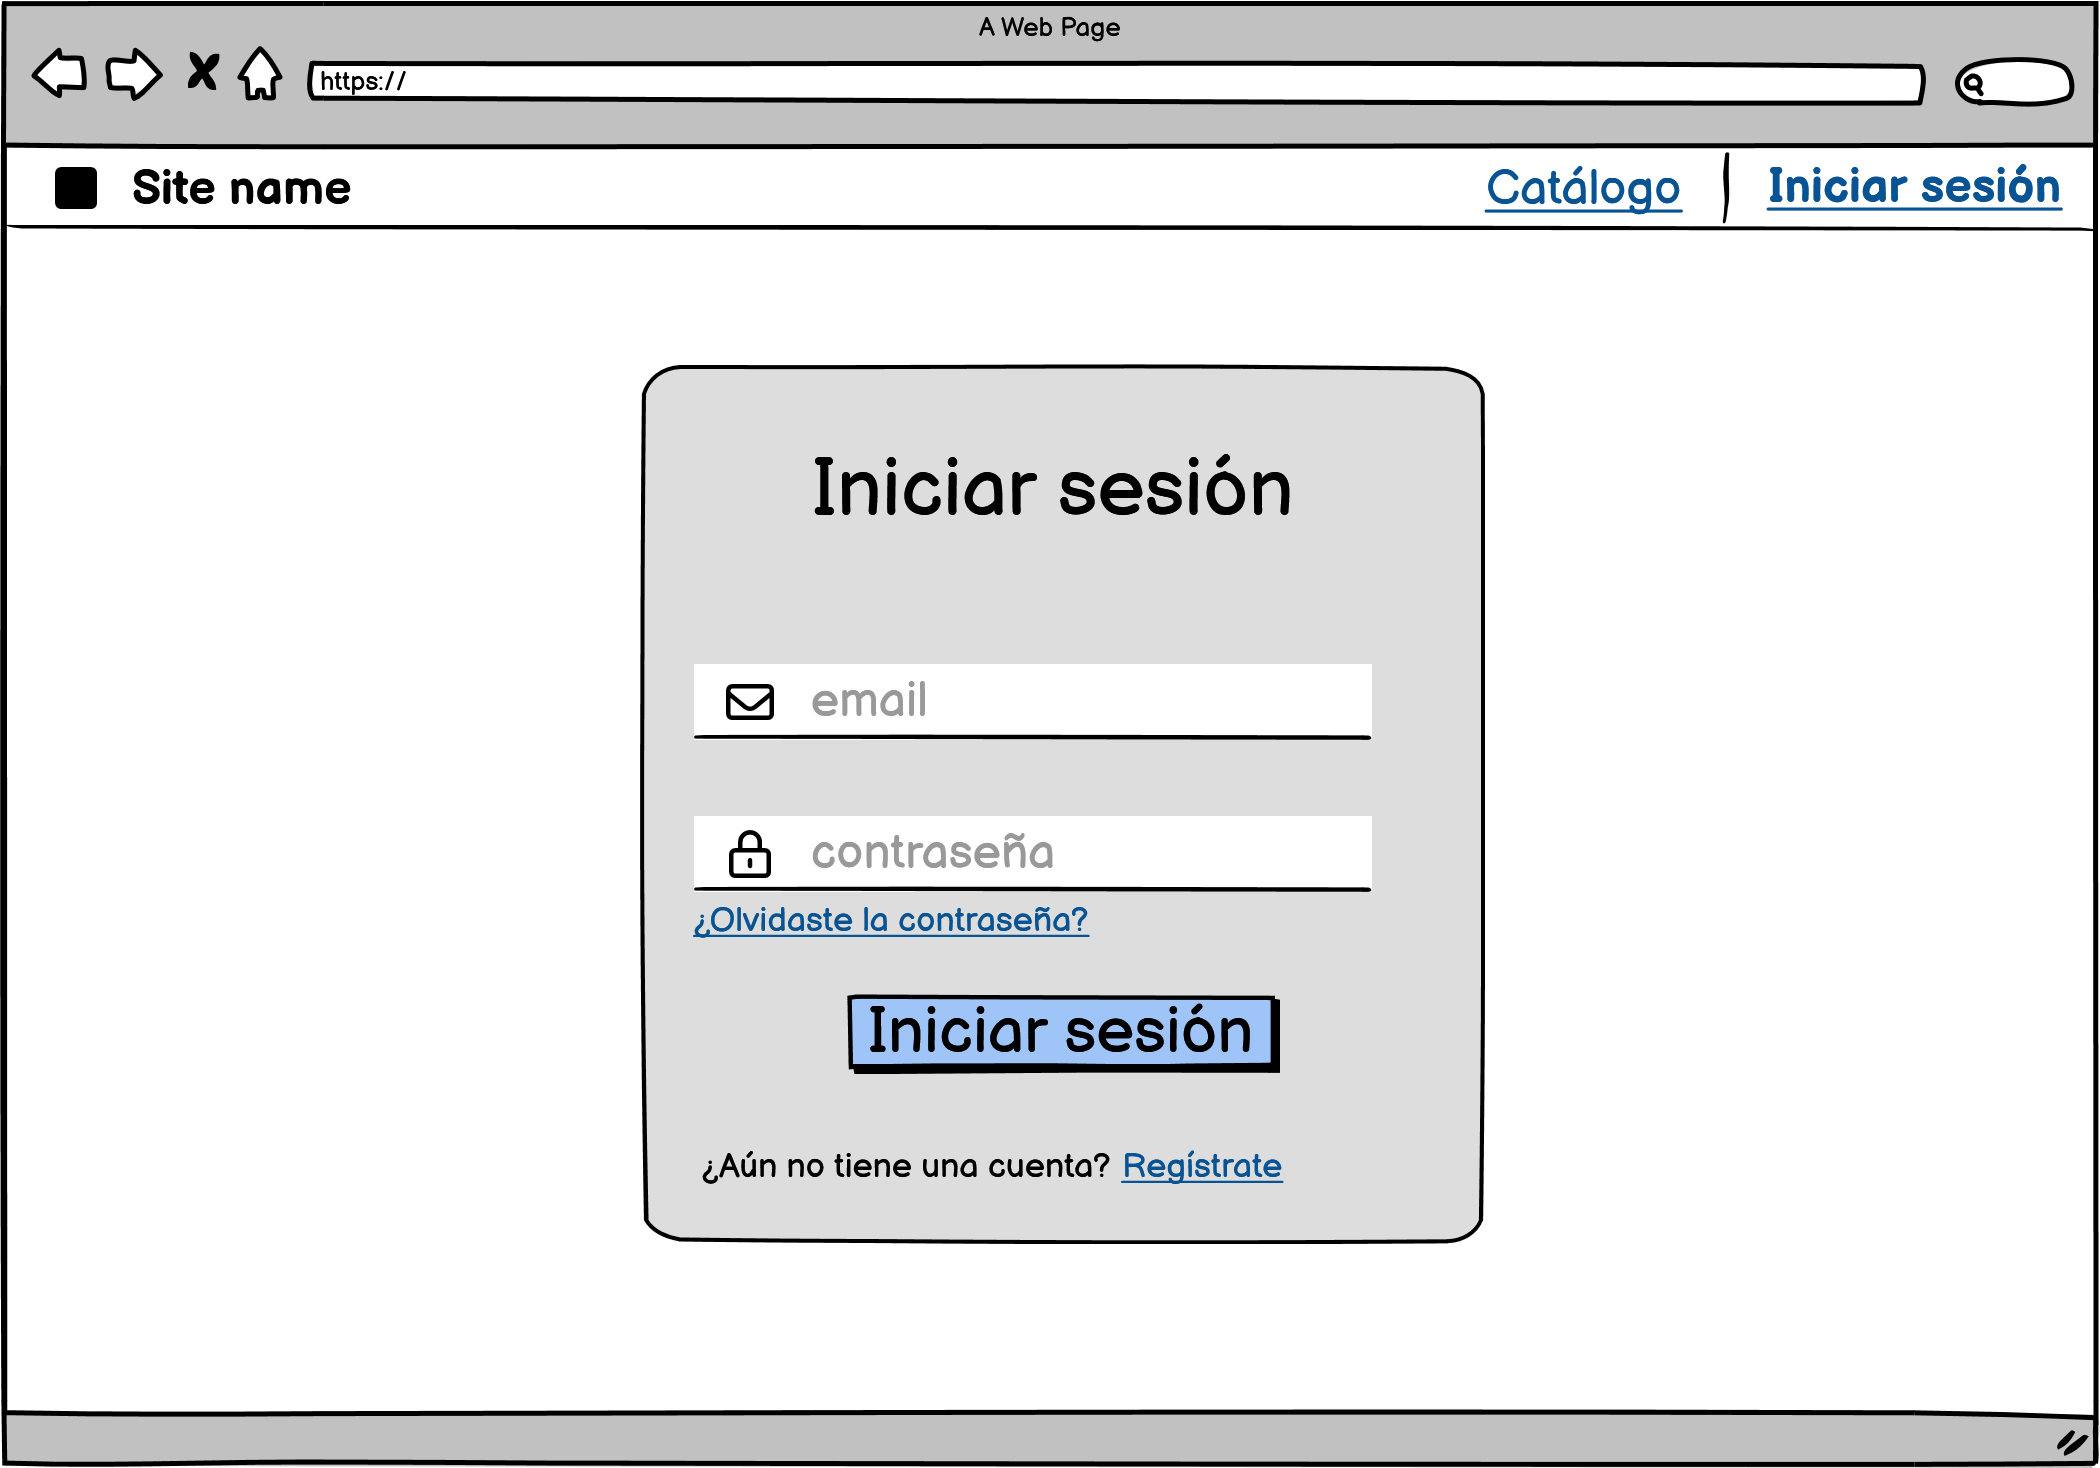 A Web Page
https://
Site name
Catálogo
Iniciar sesión
Iniciar sesión
email
contraseña
¿Olvidaste la contraseña?
Iniciar sesión
¿Aún no tiene una cuenta? Regístrate